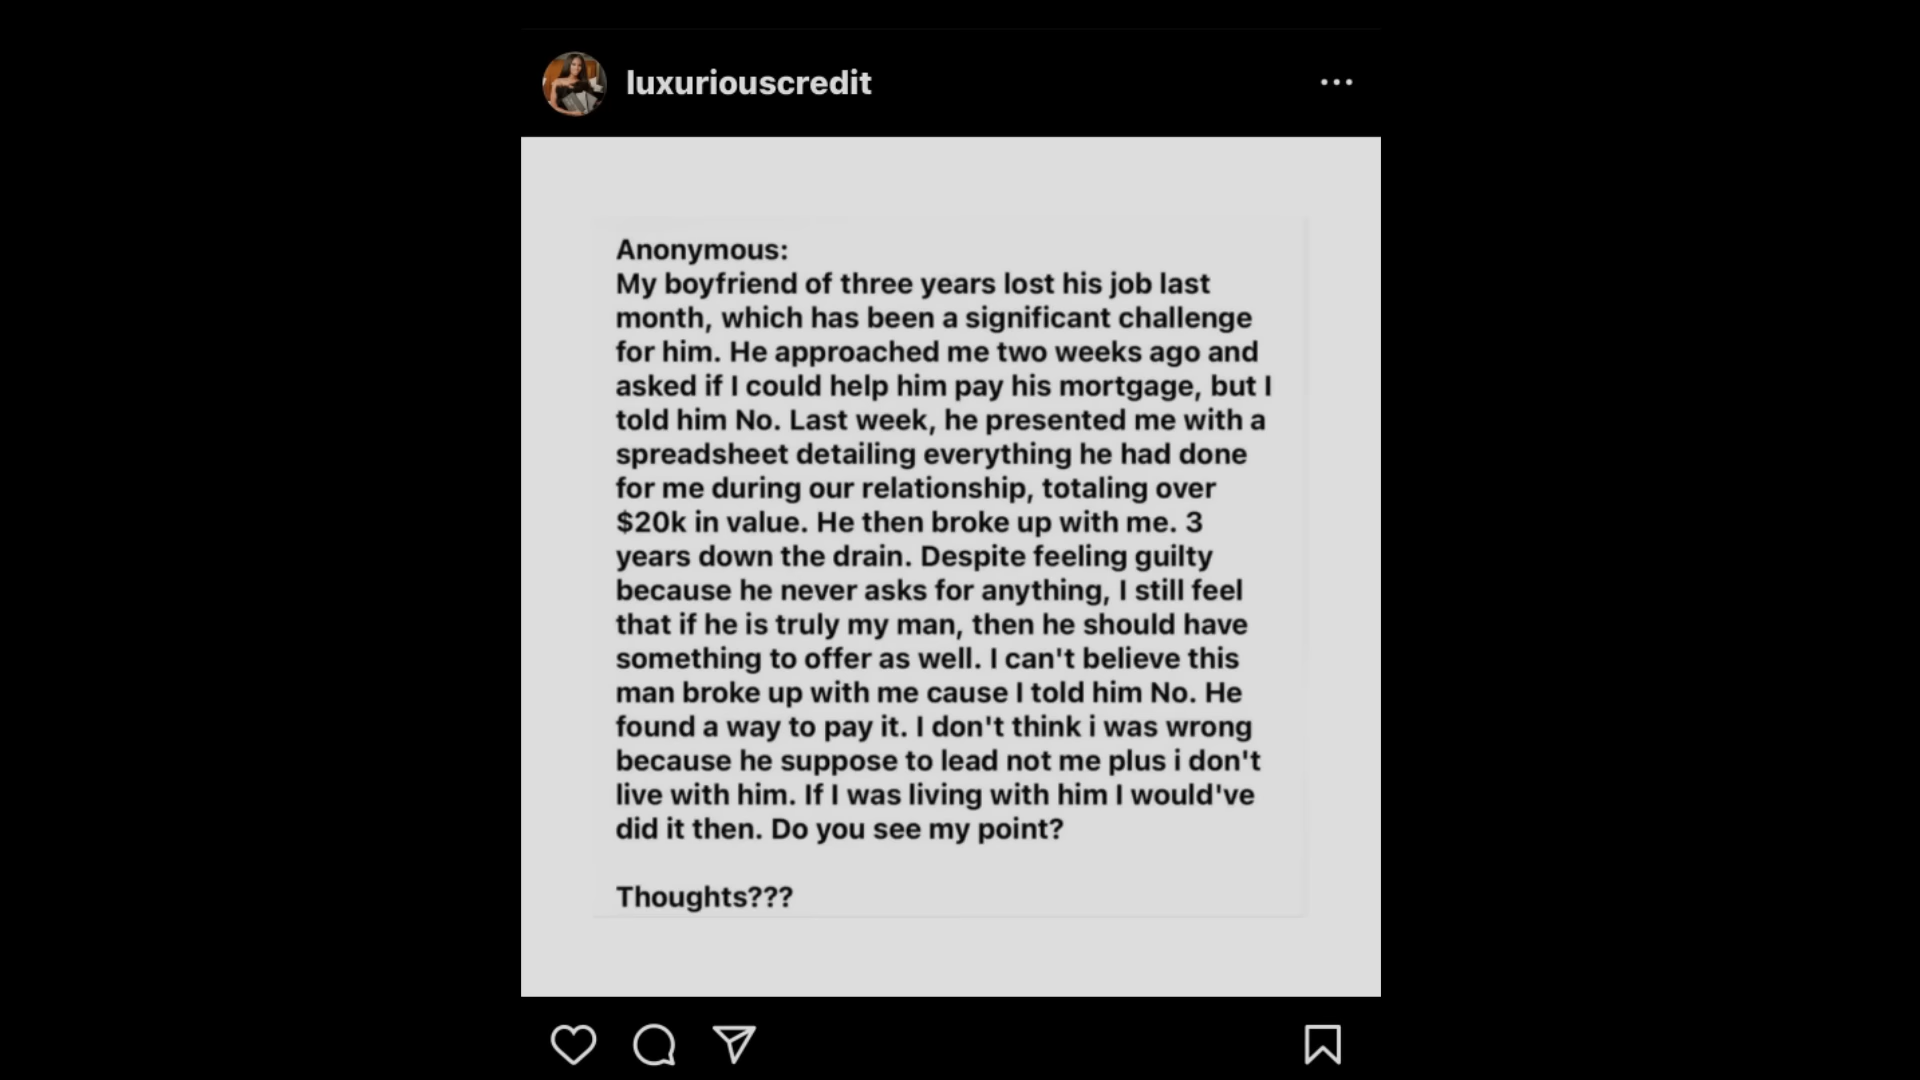 luxuriouscredit
Anonymous:
My boyfriend of three years lost his job last
month, which has been a significant challenge
for him. He approached me two weeks ago and
asked if I could help him pay his mortgage, but I
told him No. Last week, he presented me with a
spreadsheet detailing everything he had done
for me during our relationship, totaling over
$20k in value. He then broke up with me. 3
years down the drain. Despite feeling guilty
because he never asks for anything, I still feel
that if he is truly my man, then he should have
something to offer as well. I can't believe this
man broke up with me cause I told him No. He
found a way to pay it. I don't think i was wrong
because he suppose to lead not me plus i don't
live with him. If I was living with him I would've
did it then. Do you see my point?
Thoughts???